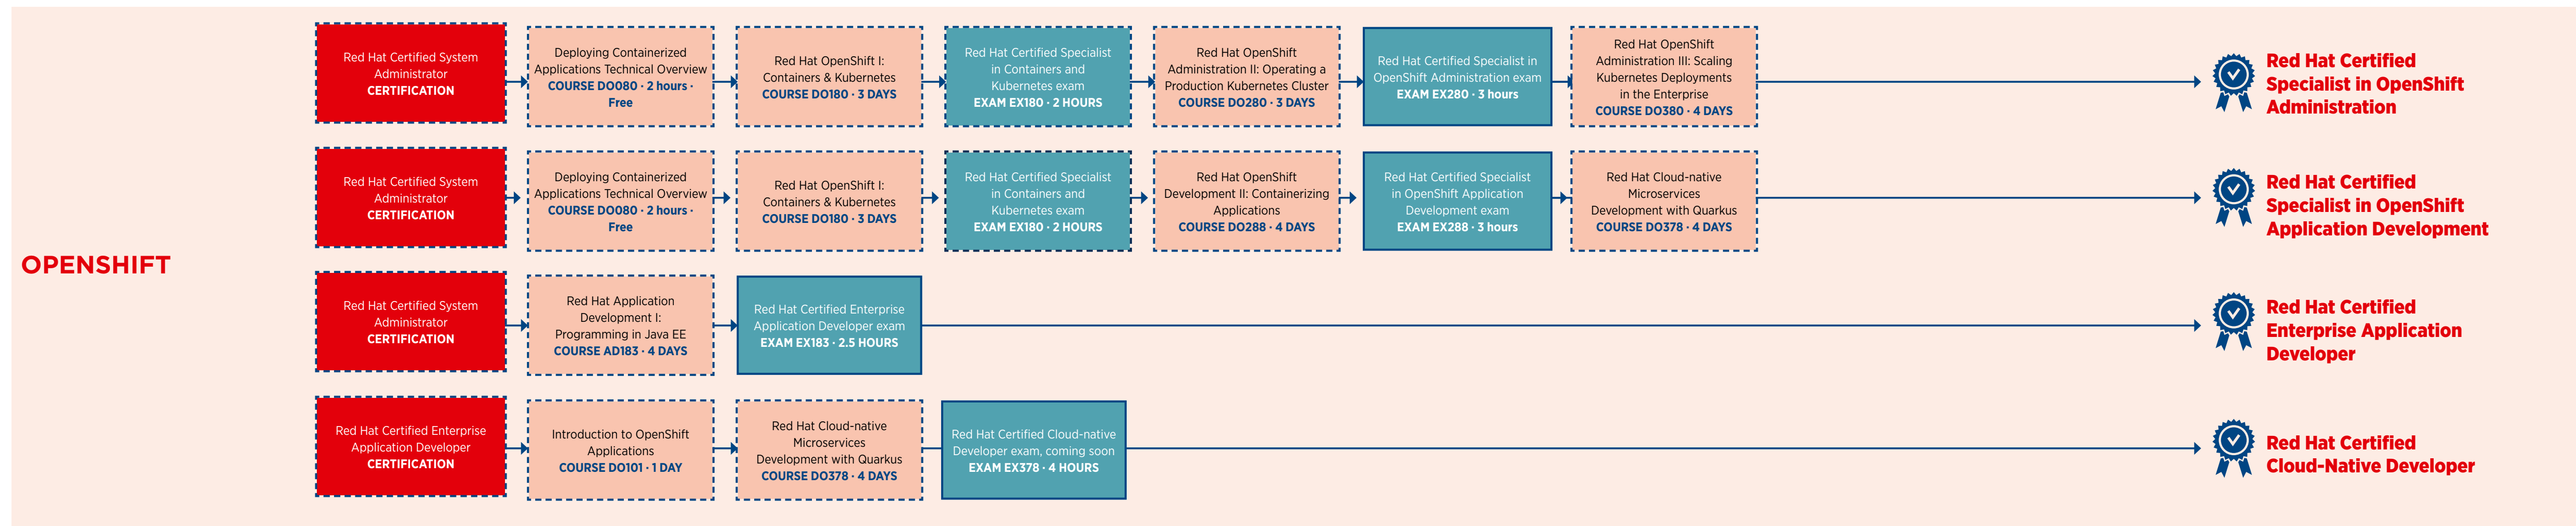 OPENSHIFT
Red Hat Certified System
Administrator
CERTIFICATION
Deploying Containerized
Applications Technical Overview
COURSE DO080 · 2 hours ·
Free
Red Hat OpenShift I:
Containers & Kubernetes
COURSE DO180 · 3 DAYS
Red Hat Certified Specialist
in Containers and
Kubernetes exam
EXAM EX180 · 2 HOURS
Red Hat OpenShift
Administration II: Operating a
Production Kubernetes Cluster
COURSE DO280 · 3 DAYS
Red Hat Certified Specialist in
OpenShift Administration exam
EXAM EX280 · 3 hours
Red Hat OpenShift
Administration III: Scaling
Kubernetes Deployments
in the Enterprise
COURSE DO380 · 4 DAYS
Red Hat Certified
Specialist in OpenShift
Administration
Red Hat Certified System
Administrator
CERTIFICATION
Deploying Containerized
Applications Technical Overview
COURSE DO080 · 2 hours ·
Free
Red Hat OpenShift I:
Containers & Kubernetes
COURSE DO180 · 3 DAYS
Red Hat Certified Specialist
in Containers and
Kubernetes exam
EXAM EX180 · 2 HOURS
Red Hat OpenShift
Development II: Containerizing
Applications
COURSE DO288 · 4 DAYS
Red Hat Certified Specialist
in OpenShift Application
Development exam
EXAM EX288 · 3 hours
Red Hat Cloud-native
Microservices
Development with Quarkus
COURSE DO378 · 4 DAYS
Red Hat Certified
Specialist in OpenShift
Application Development
Red Hat Certified System
Administrator
CERTIFICATION
Red Hat Application
Development I:
Programming in Java EE
COURSE AD183 · 4 DAYS
Red Hat Certified Enterprise
Application Developer exam
EXAM EX183 · 2.5 HOURS
Red Hat Certified
Enterprise Application
Developer
Red Hat Certified Enterprise
Application Developer
CERTIFICATION
Introduction to OpenShift
Applications
COURSE DO101 · 1 DAY
Red Hat Cloud-native
Microservices
Development with Quarkus
COURSE DO378 · 4 DAYS
Red Hat Certified Cloud-native
Developer exam, coming soon
EXAM EX378 · 4 HOURS
Red Hat Certified
Cloud-Native Developer